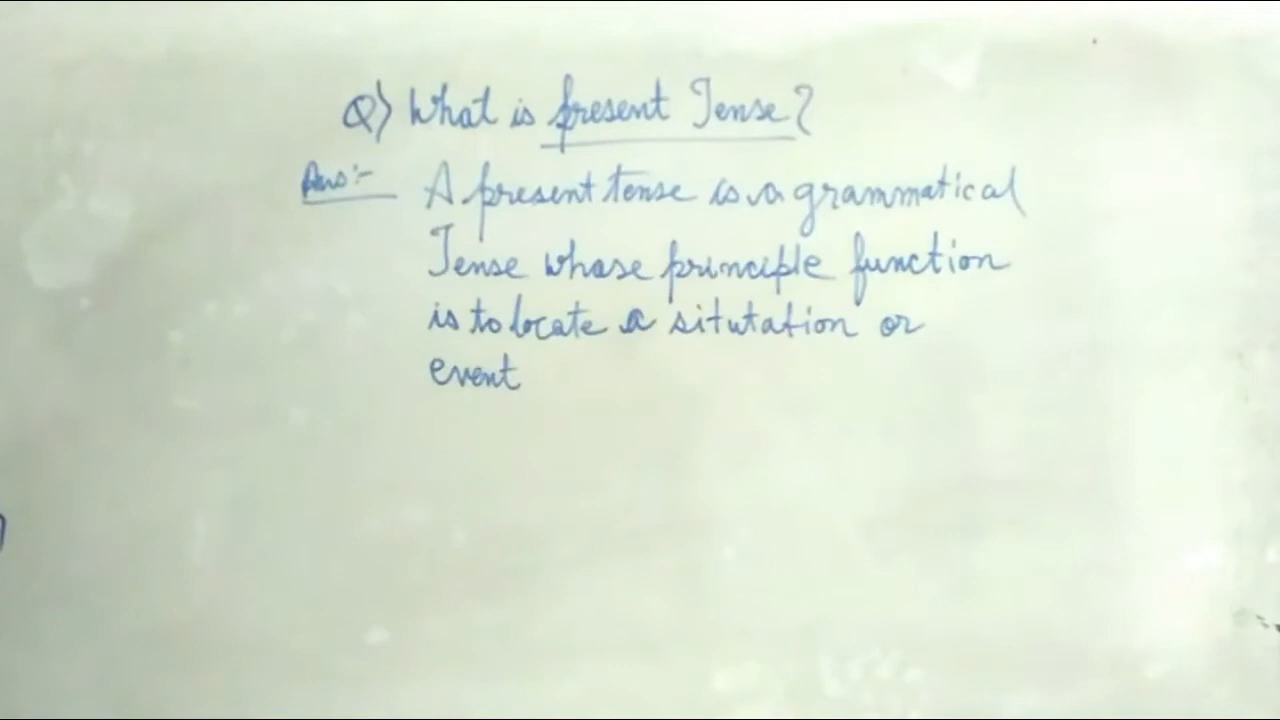 Q) What is present Tense?
Ans:- A present tense is a grammatical
Tense whose principle function
is to locate a situtation or
event